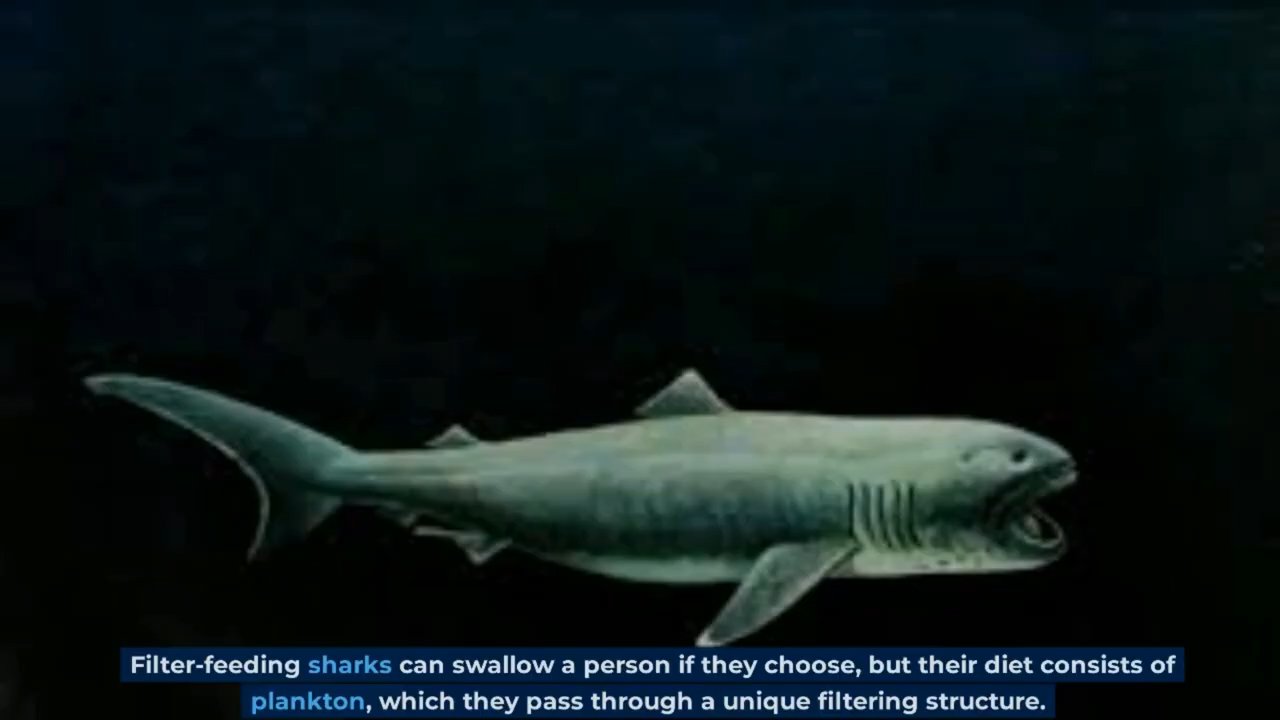 Filter-feeding sharks can swallow a person if they choose, but their diet consists of
plankton, which they pass through a unique filtering structure.